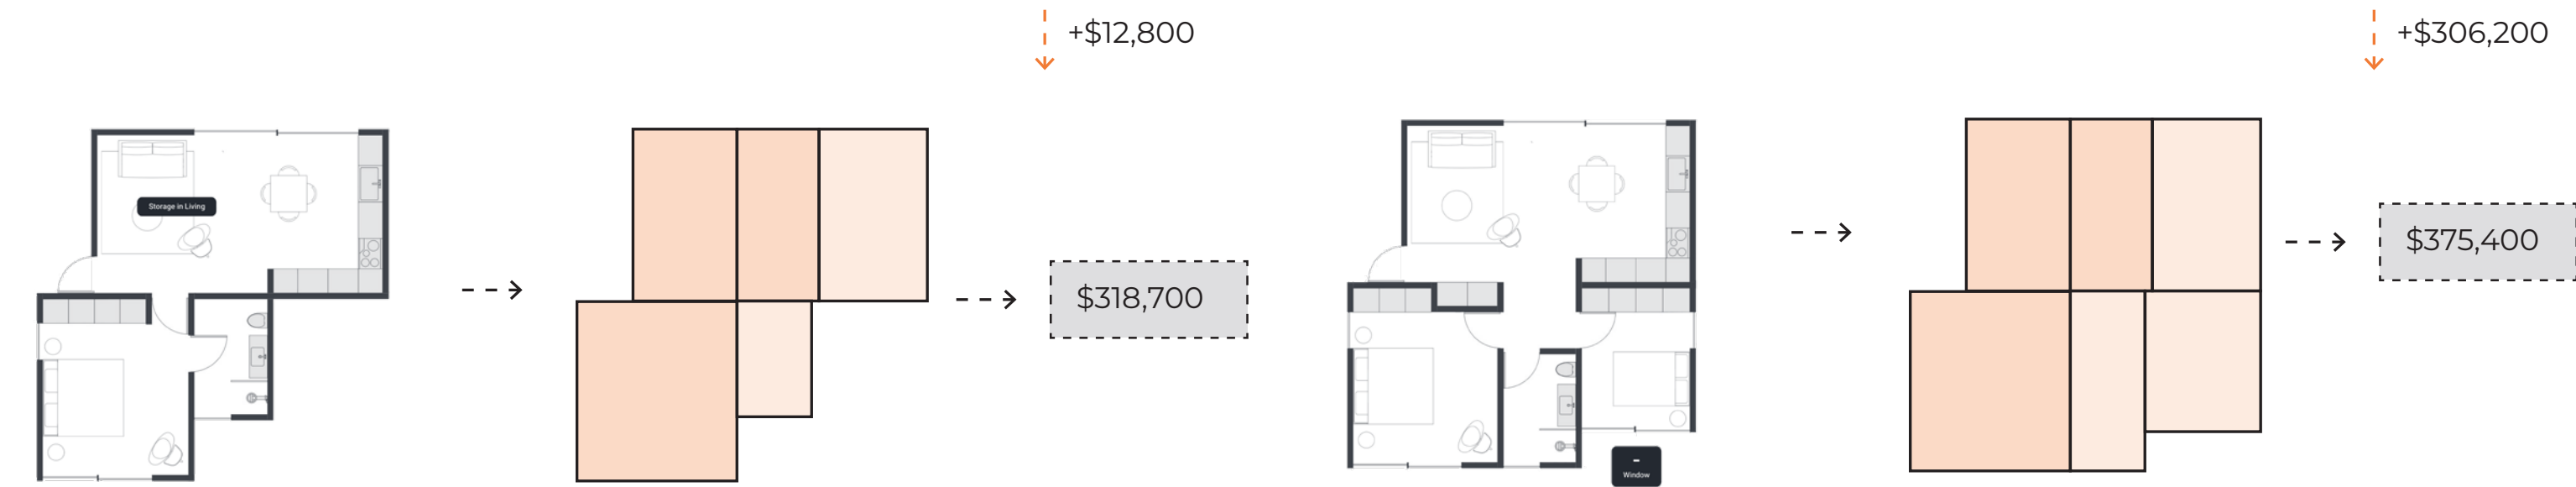 +$12,800
+$306,200
Storage in Living
$318,700
$375,400
-
Window